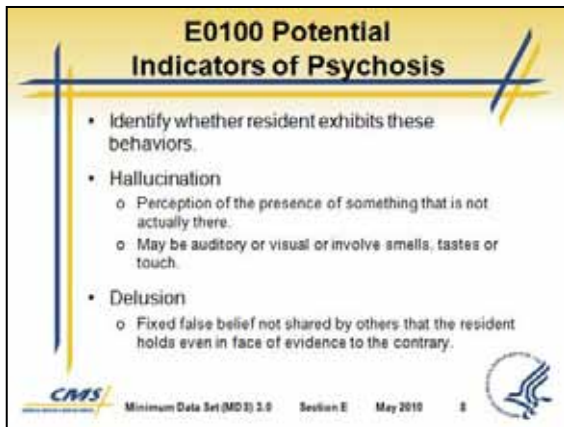 E0100 Potential
Indicators of Psychosis
• Identify whether resident exhibits these
behaviors.
• Hallucination
o Perception of the presence of something that is not
actually there.
o May be auditory or visual or involve smells, tastes or
touch.
• Delusion
o Fixed false belief not shared by others that the resident
holds even in face of evidence to the contrary.
CMS
Minimum Data Set (MDS) 3.0 Section E May 2010 8